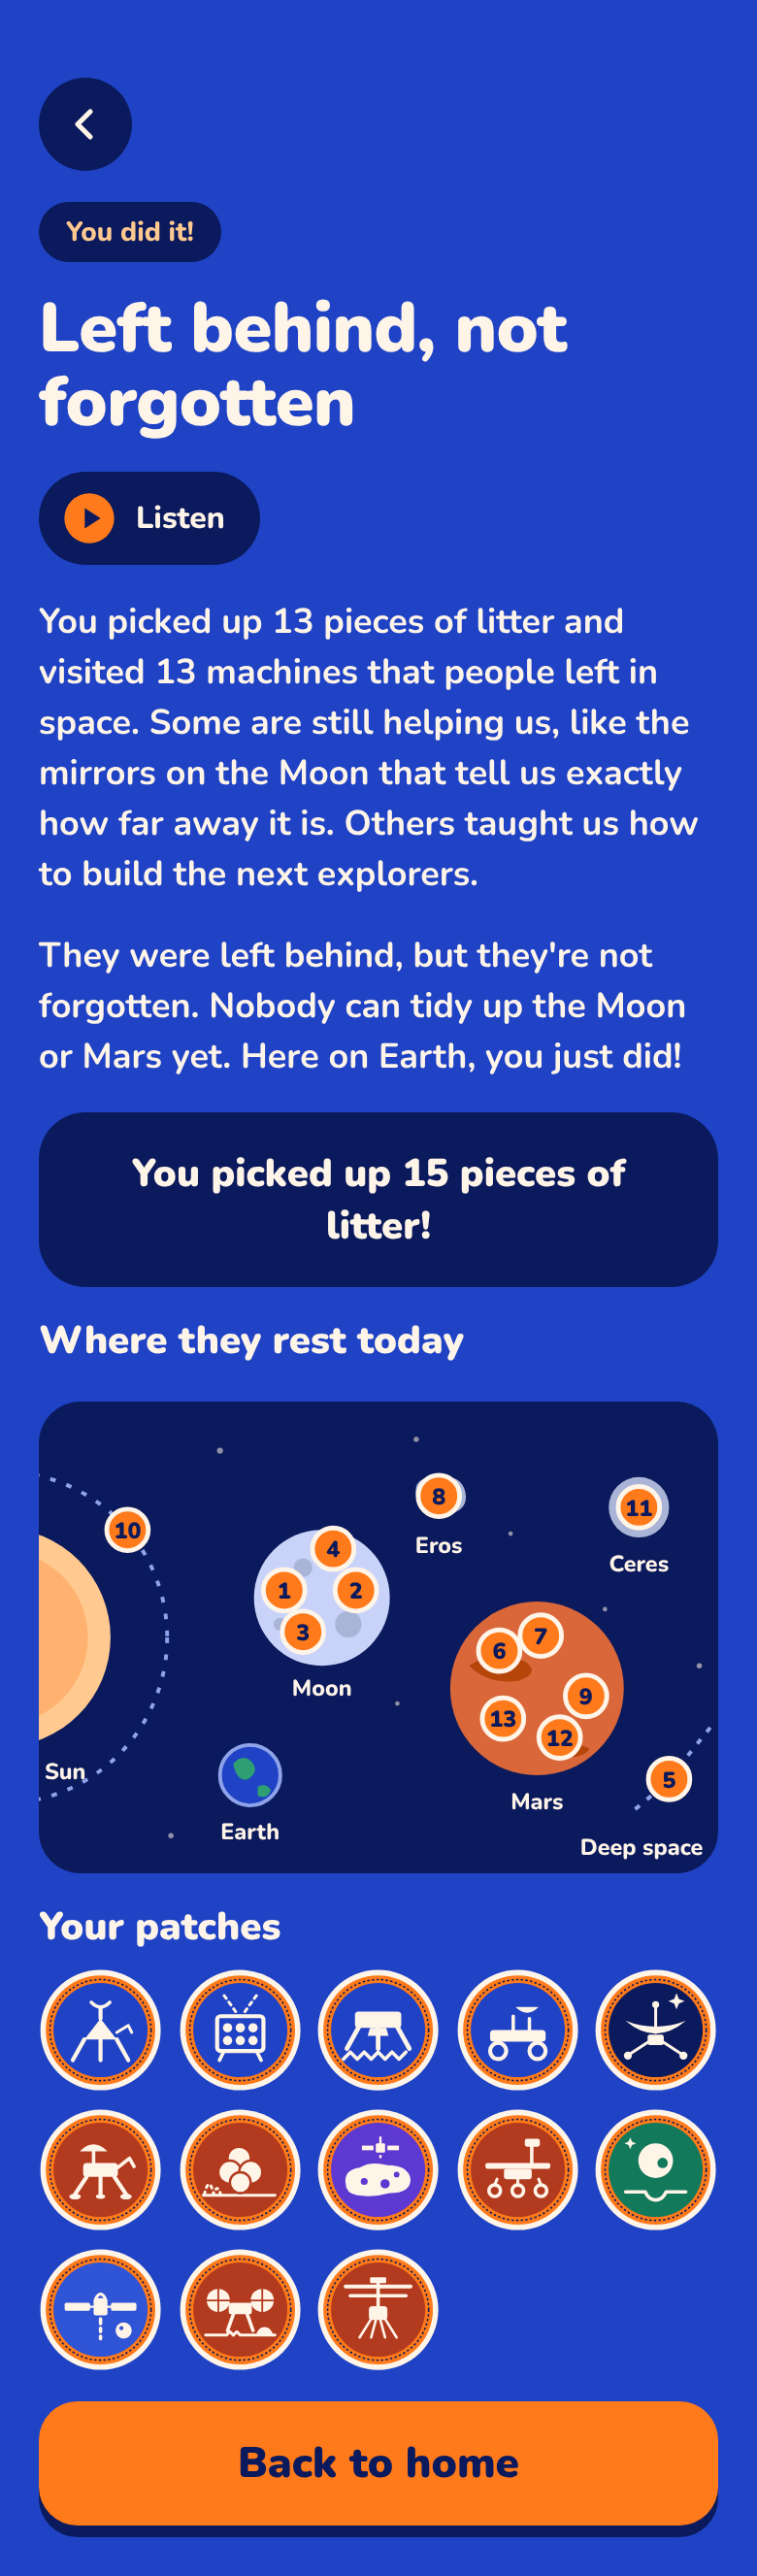 You did it!
Left behind, not
forgotten
Listen
You picked up 13 pieces of litter and
visited 13 machines that people left in
space. Some are still helping us, like the
mirrors on the Moon that tell us exactly
how far away it is. Others taught us how
to build the next explorers.
They were left behind, but they're not
forgotten. Nobody can tidy up the Moon
or Mars yet. Here on Earth, you just did!
You picked up 15 pieces of
litter!
Where they rest today
8
11
10
Eros
4
Ceres
1
2
3
7
6
Moon
9
13
12
Sun
5
Mars
Earth
Deep space
Your patches
Back to home